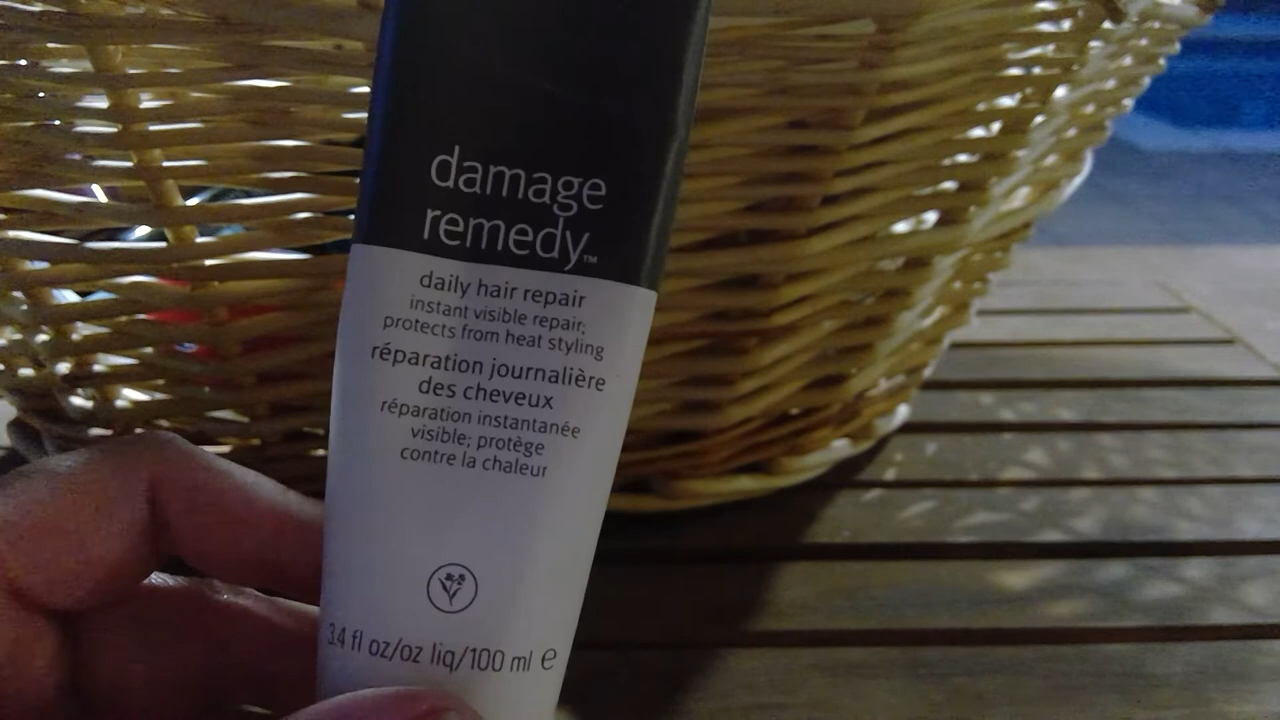 damage
remedy™
daily hair repair
instant visible repair;
protects from heat styling
réparation journalière
des cheveux
réparation instantanée
visible; protège
contre la chaleur
3.4 fl oz/oz liq/100 ml e